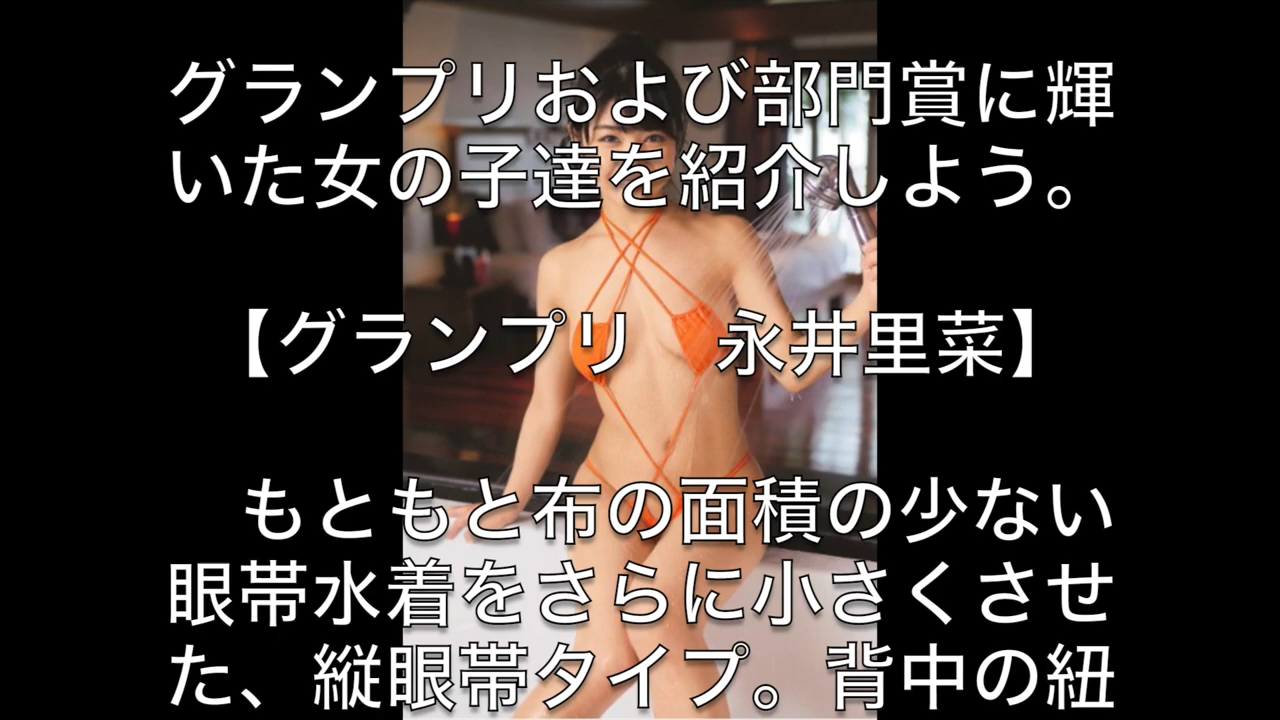 グランプリおよび部門賞に輝
いた女の子達を紹介しよう。
【グランプリ　永井里菜】
　もともと布の面積の少ない
眼帯水着をさらに小さくさせ
た、縦眼帯タイプ。背中の紐